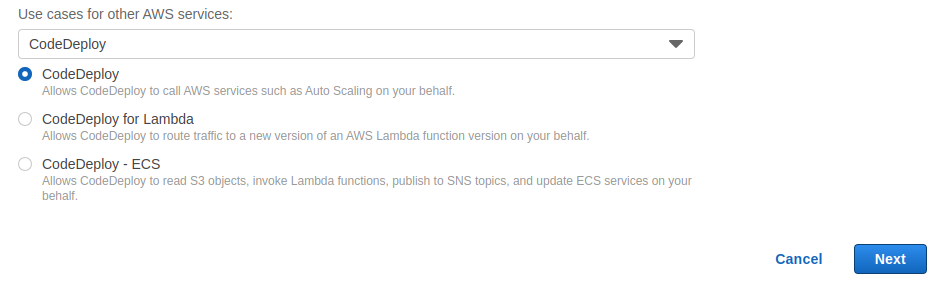 Use cases for other AWS services:
CodeDeploy
CodeDeploy
Allows CodeDeploy to call AWS services such as Auto Scaling on your behalf.
CodeDeploy for Lambda
Allows CodeDeploy to route traffic to a new version of an AWS Lambda function version on your behalf.
CodeDeploy - ECS
Allows CodeDeploy to read S3 objects, invoke Lambda functions, publish to SNS topics, and update ECS services on your
behalf.
Cancel Next